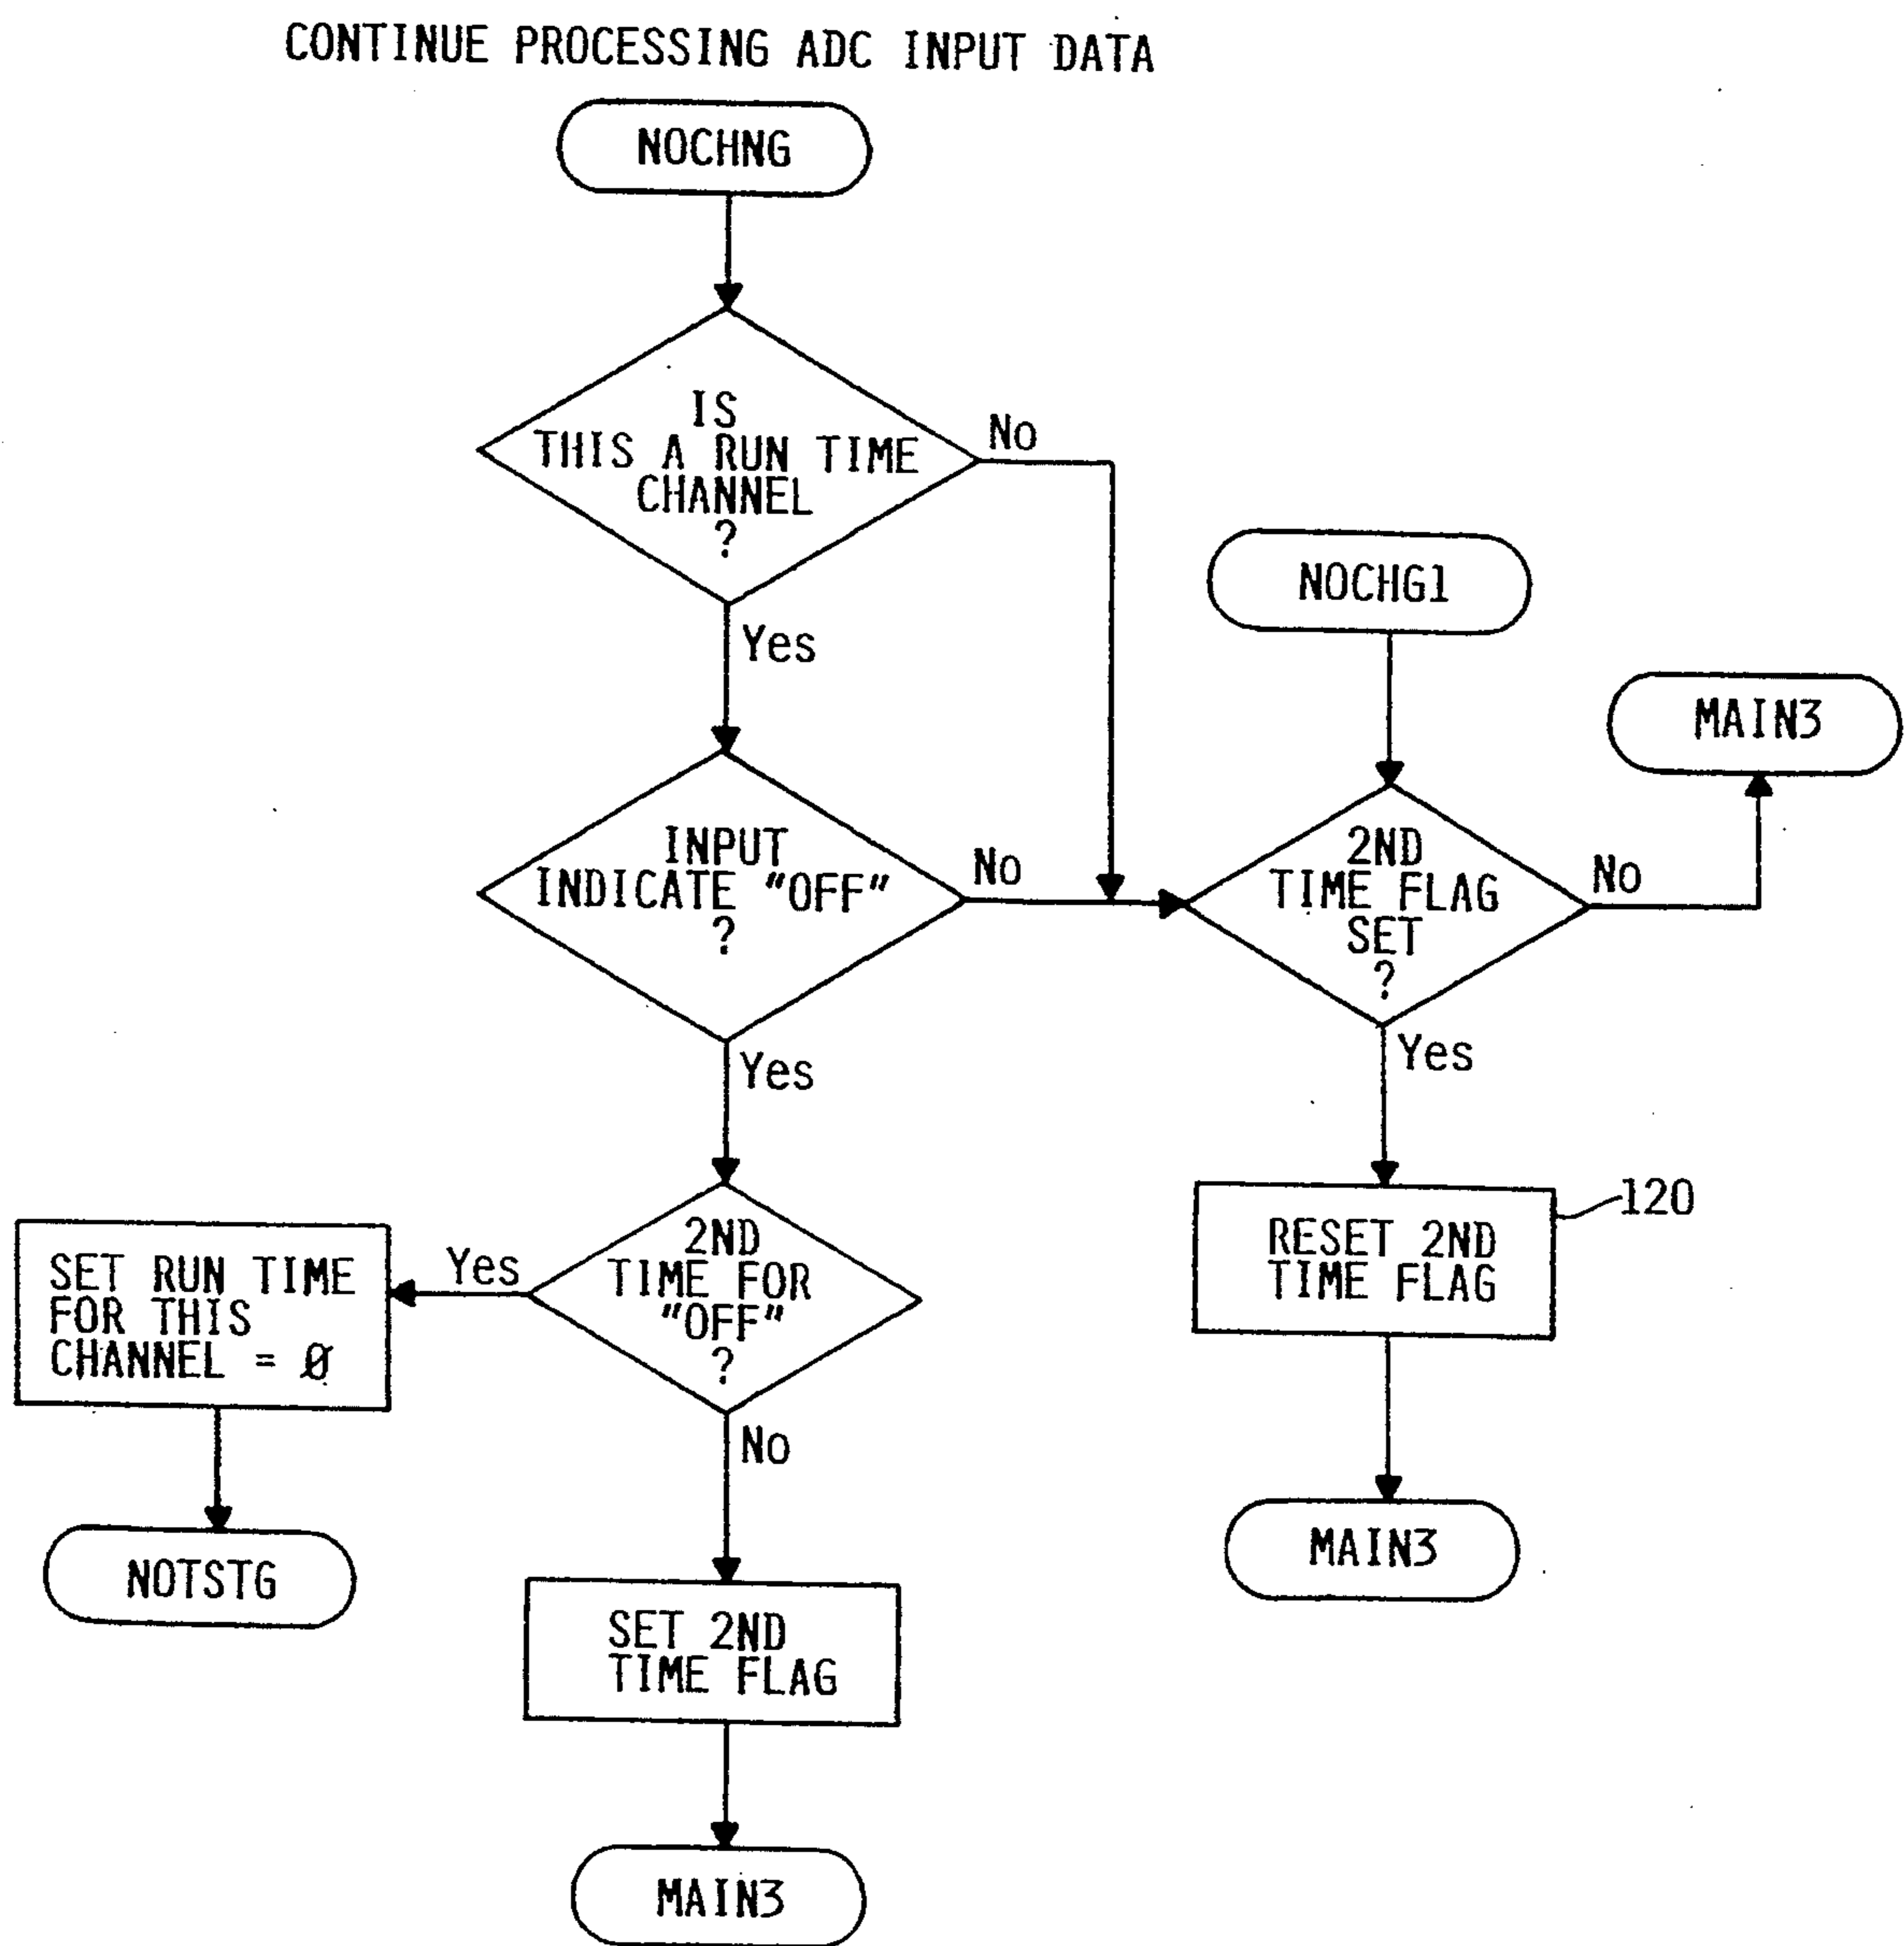 CONTINUE PROCESSING ADC INPUT DATA
NOCHNG
IS
THIS A RUN TIME
CHANNEL
?
No
Yes
NOCHG1
MAIN3
INPUT
INDICATE "OFF"
?
No
Yes
2ND
TIME FLAG
SET
?
No
Yes
2ND
TIME FOR
"OFF"
?
Yes
No
SET RUN TIME
FOR THIS
CHANNEL = Ø
NOTSTG
RESET 2ND
TIME FLAG
120
MAIN3
SET 2ND
TIME FLAG
MAIN3